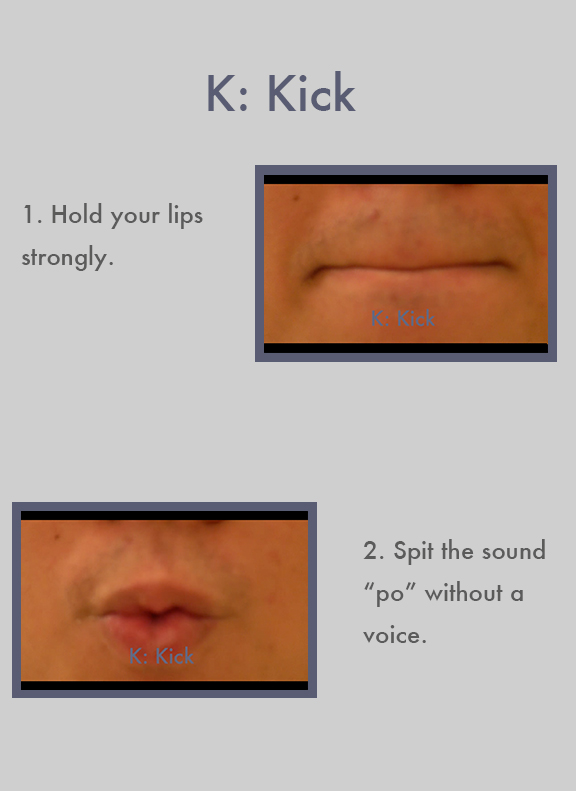 K: Kick
1. Hold your lips
strongly.
K: Kick
2. Spit the sound
“po” without a
voice.
K: Kick